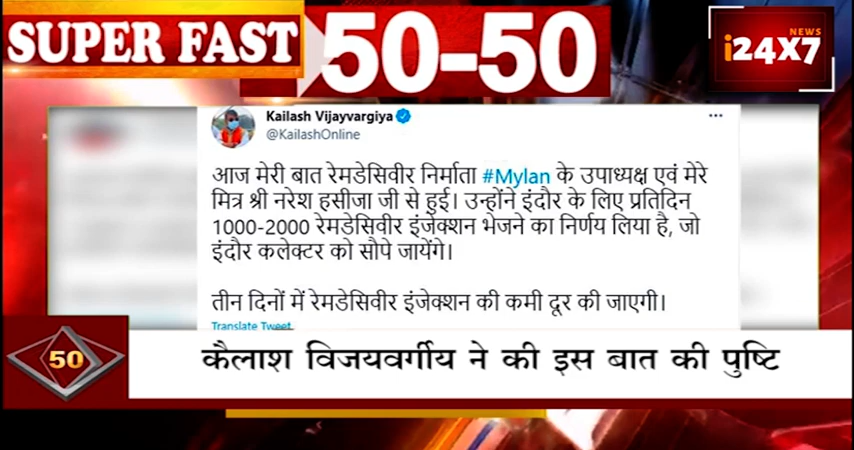 SUPER FAST
50-50
NEWS
i24X7
Kailash Vijayvargiya
@KailashOnline
आज मेरी बात रेमडेसिवीर निर्माता #Mylan के उपाध्यक्ष एवं मेरे
मित्र श्री नरेश हसीजा जी से हुई। उन्होंने इंदौर के लिए प्रतिदिन
1000-2000 रेमडेसिवीर इंजेक्शन भेजने का निर्णय लिया है, जो
इंदौर कलेक्टर को सौपे जायेंगे।
तीन दिनों में रेमडेसिवीर इंजेक्शन की कमी दूर की जाएगी।
Translate Tweet
50
कैलाश विजयवर्गीय ने की इस बात की पुष्टि